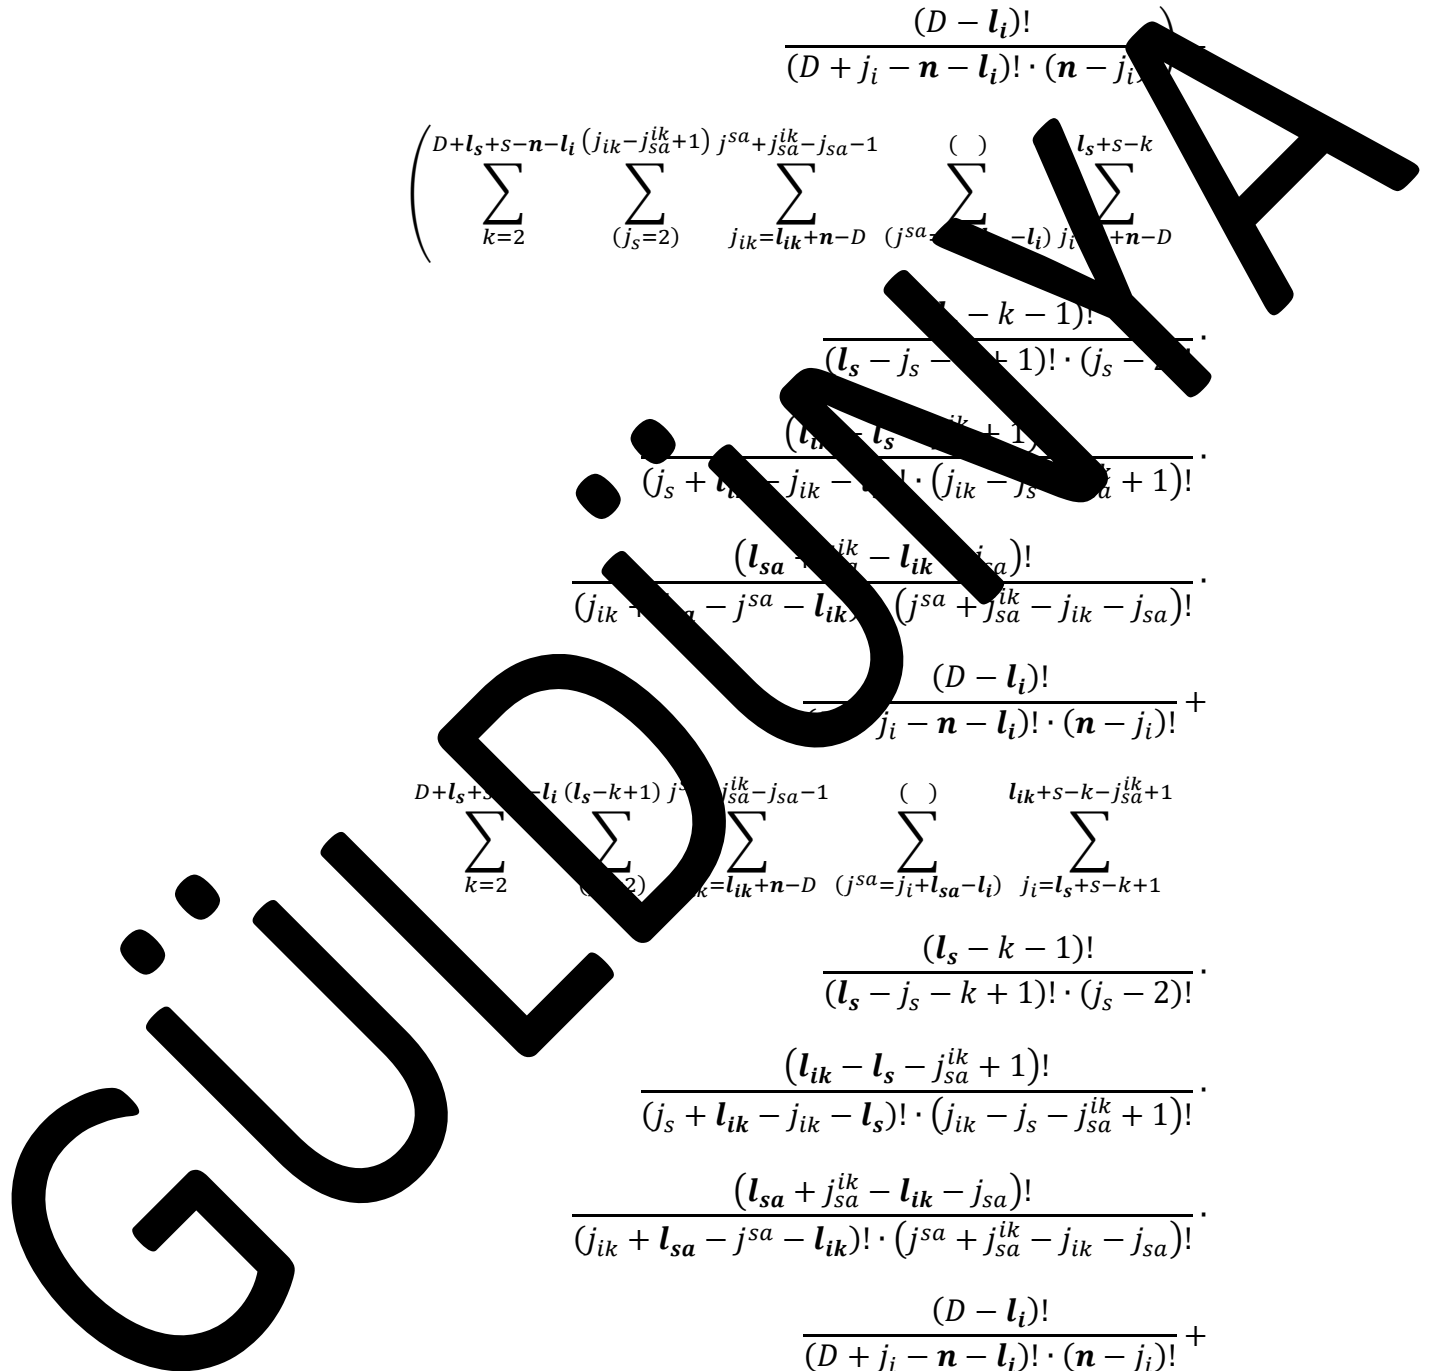 (D − l_i)!
(D + j_i − n − l_i)! · (n − j_i)
D+l_s+s−n−l_i (j_ik−j_sa^ik+1) j^sa+j_sa^ik−j_sa−1 ( ) l_s+s−k
( ∑ ∑ ∑ ∑ ∑
k=2 (j_s=2) j_ik=l_ik+n−D (j^sa= −l_i) +n−D
− k − 1)!
(l_s − j_s − + 1)! · (j_s −
·
l_s + 1)
(j_s + − j_ik − ! · (j_ik − j_s + 1)!
·
(l_sa − l_ik )!
(j_ik − j^sa − l_ik (j^sa + j_sa^ik − j_ik − j_sa)!
·
(D − l_i)!
j_i − n − l_i)! · (n − j_i)!
+
D+l_s+ −l_i (l_s−k+1) j_sa^ik−j_sa−1 ( ) l_ik+s−k−j_sa^ik+1
∑ ∑ ∑ ∑ ∑
k=2 =l_ik+n−D (j^sa=j_i+l_sa−l_i) j_i=l_s+s−k+1
(l_s − k − 1)!
(l_s − j_s − k + 1)! · (j_s − 2)!
·
(l_ik − l_s − j_sa^ik + 1)!
(j_s + l_ik − j_ik − l_s)! · (j_ik − j_s − j_sa^ik + 1)!
·
(l_sa + j_sa^ik − l_ik − j_sa)!
(j_ik + l_sa − j^sa − l_ik)! · (j^sa + j_sa^ik − j_ik − j_sa)!
·
(D − l_i)!
(D + j_i − n − l_i)! · (n − j_i)!
+
GÜLDÜNYA